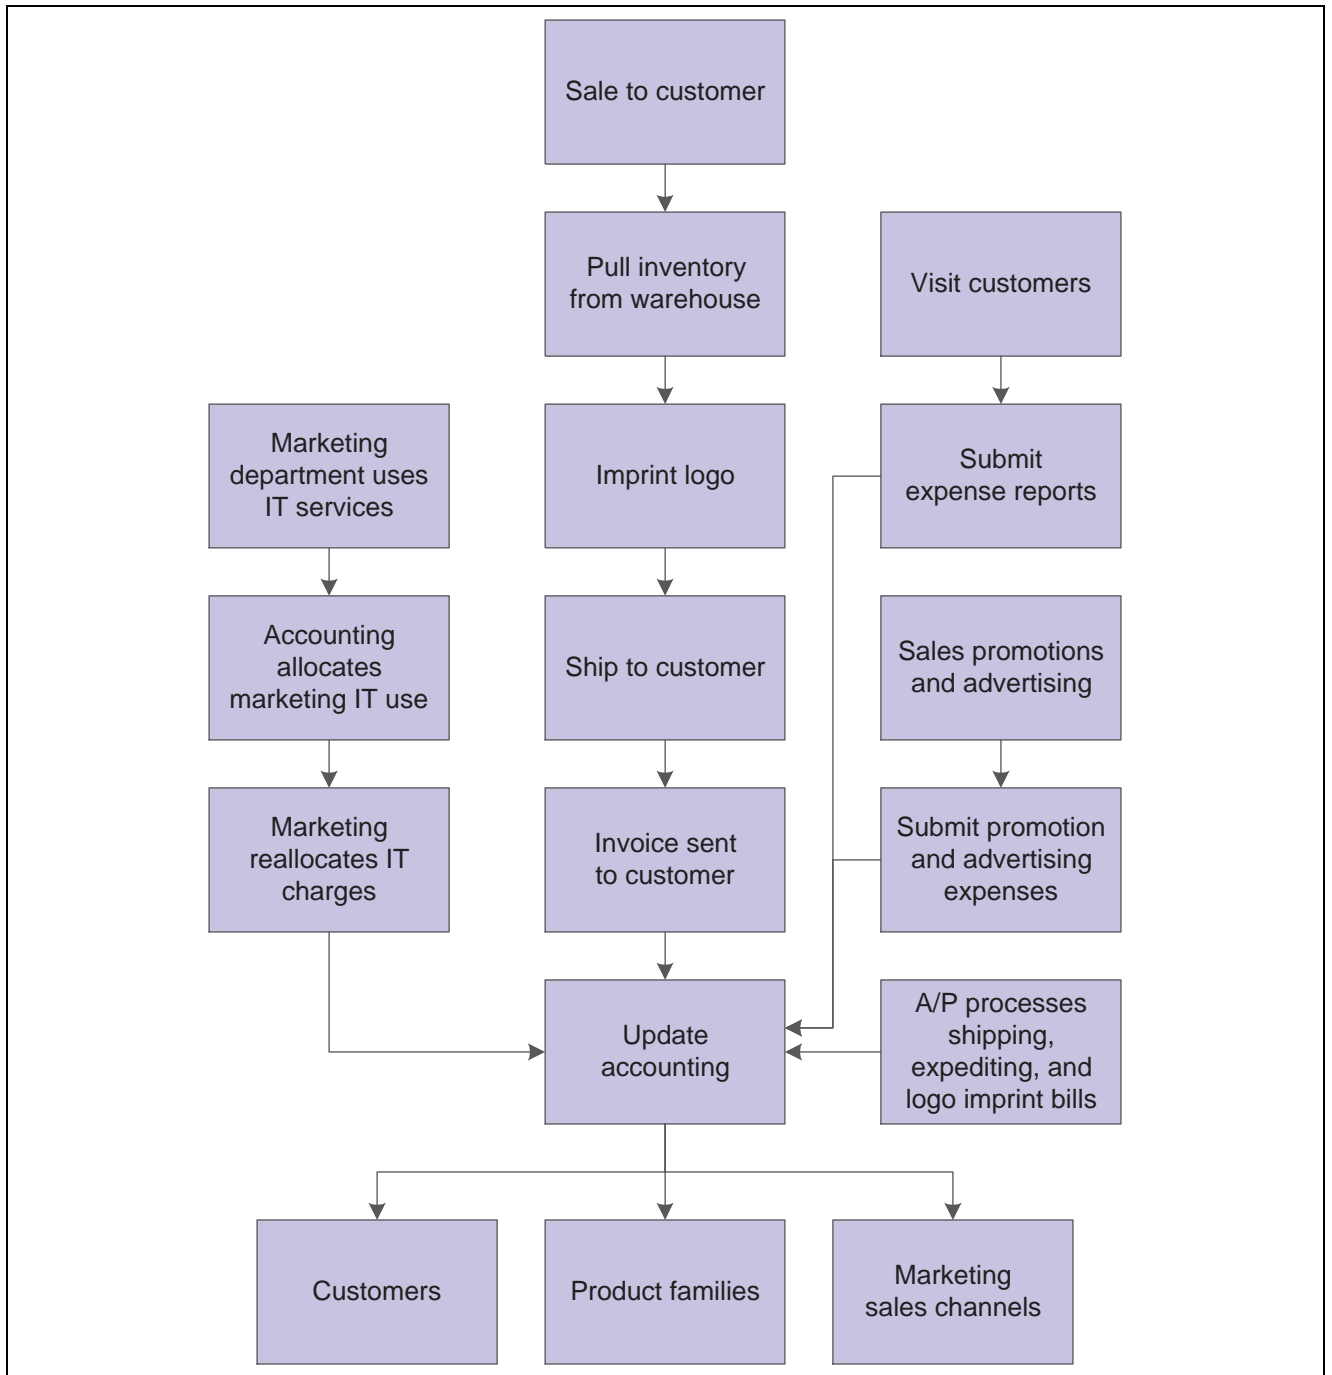 Sale to customer
Pull inventory
from warehouse
Visit customers
Marketing
department uses
IT services
Imprint logo
Submit
expense reports
Accounting
allocates
marketing IT use
Ship to customer
Sales promotions
and advertising
Marketing
reallocates IT
charges
Invoice sent
to customer
Submit promotion
and advertising
expenses
Update
accounting
A/P processes
shipping,
expediting, and
logo imprint bills
Customers
Product families
Marketing
sales channels